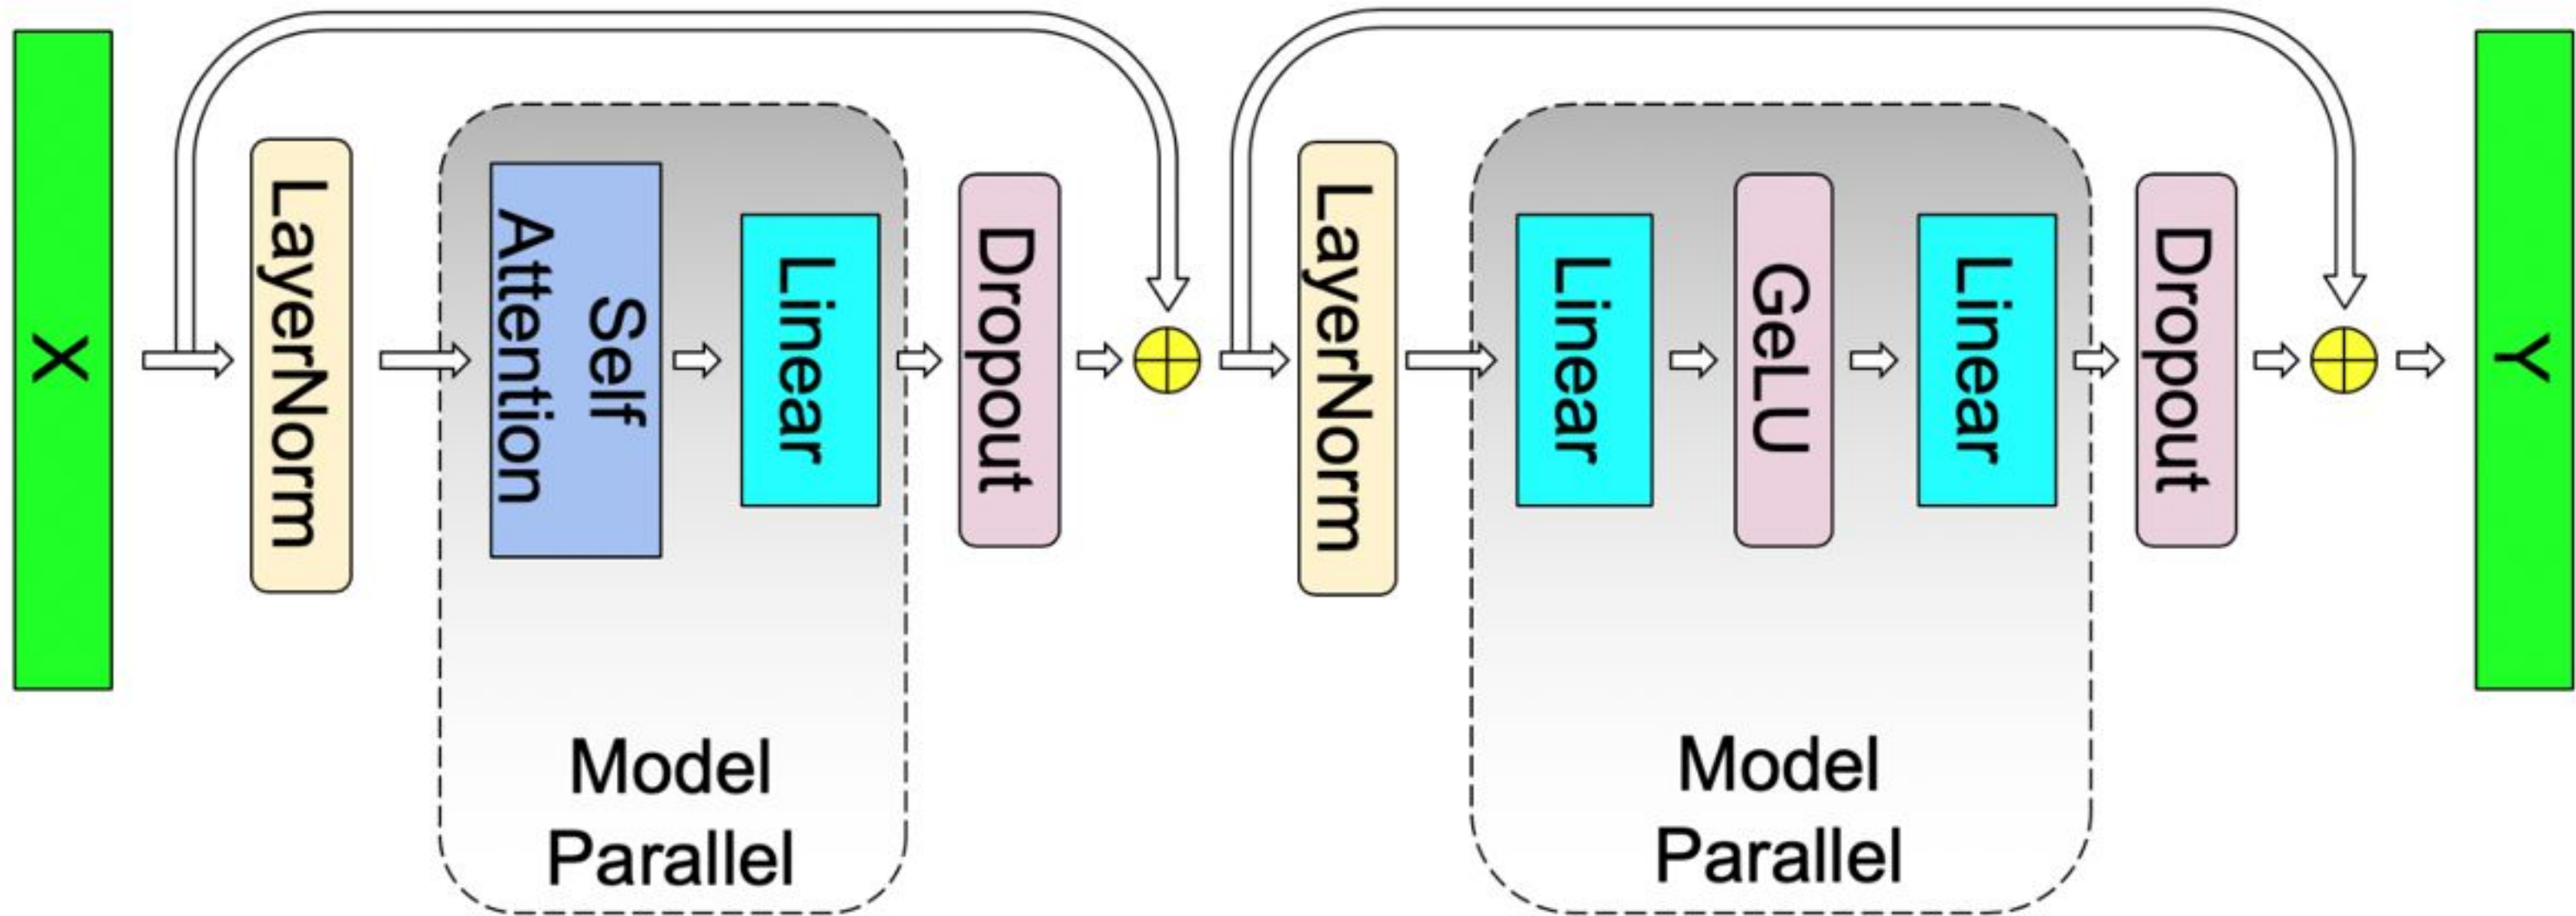 X
LayerNorm
Self
Attention
Linear
Model
Parallel
Dropout
LayerNorm
Linear
GeLU
Linear
Model
Parallel
Dropout
Y